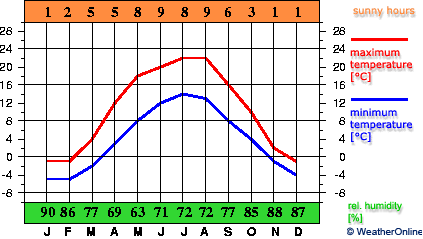 1 2 5 5 8 9 8 9 6 3 1 1 sunny hours
28 28
24 24
20 20
16 16
12 12
8 8
4 4
0 0
-4 -4
-8 -8
maximum
temperature
[°C]
minimum
temperature
[°C]
90 86 77 69 63 71 72 72 77 85 88 87
J F M A M J J A S O N D
rel. humidity
[%]
© WeatherOnline